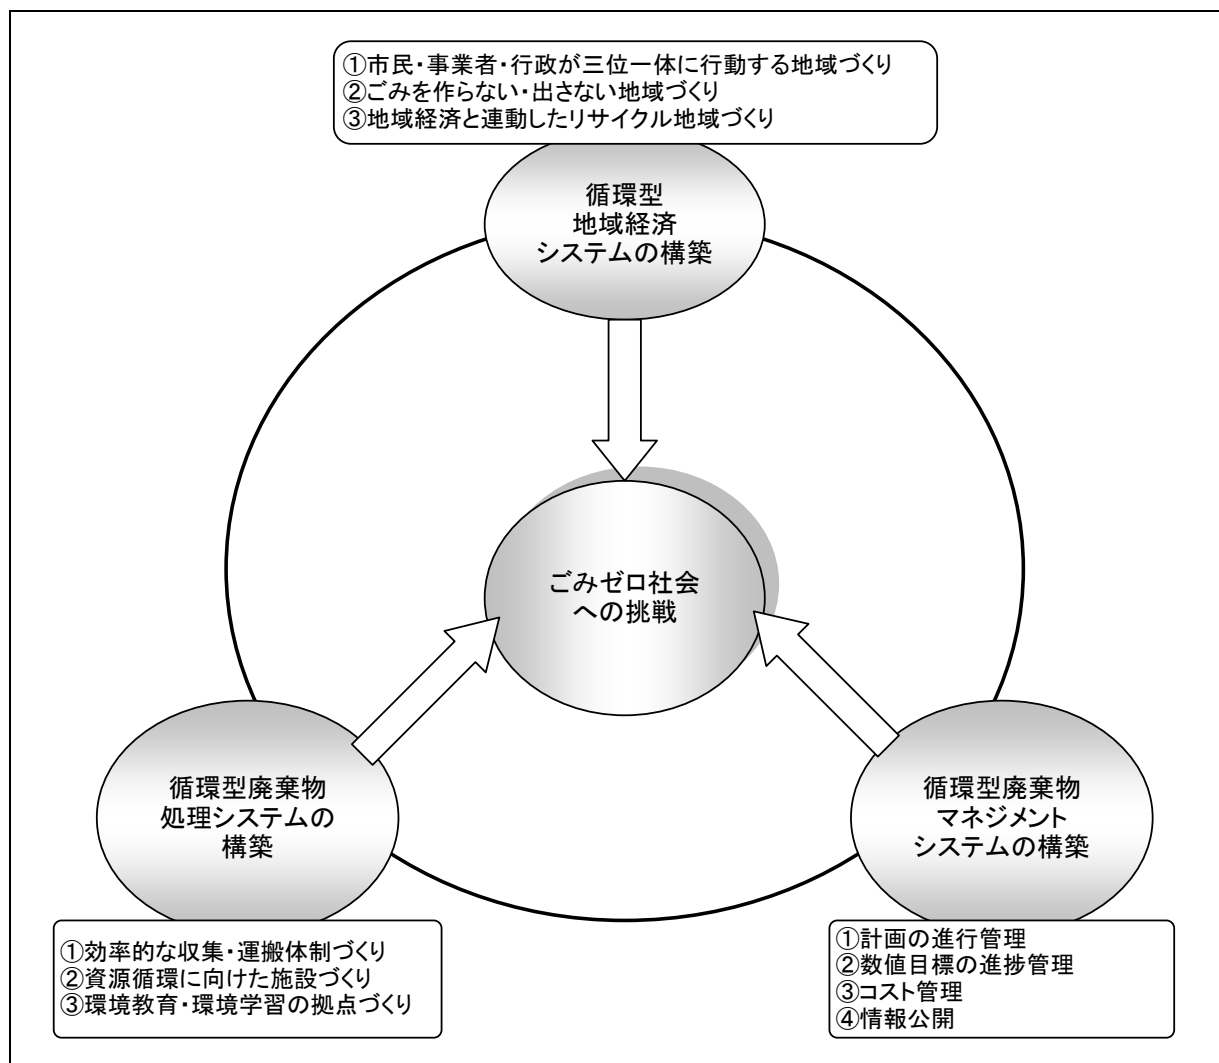 ①市民・事業者・行政が三位一体に行動する地域づくり
②ごみを作らない・出さない地域づくり
③地域経済と連動したリサイクル地域づくり
循環型
地域経済
システムの構築
ごみゼロ社会
への挑戦
循環型廃棄物
処理システムの
構築
循環型廃棄物
マネジメント
システムの構築
①効率的な収集・運搬体制づくり
②資源循環に向けた施設づくり
③環境教育・環境学習の拠点づくり
①計画の進行管理
②数値目標の進捗管理
③コスト管理
④情報公開